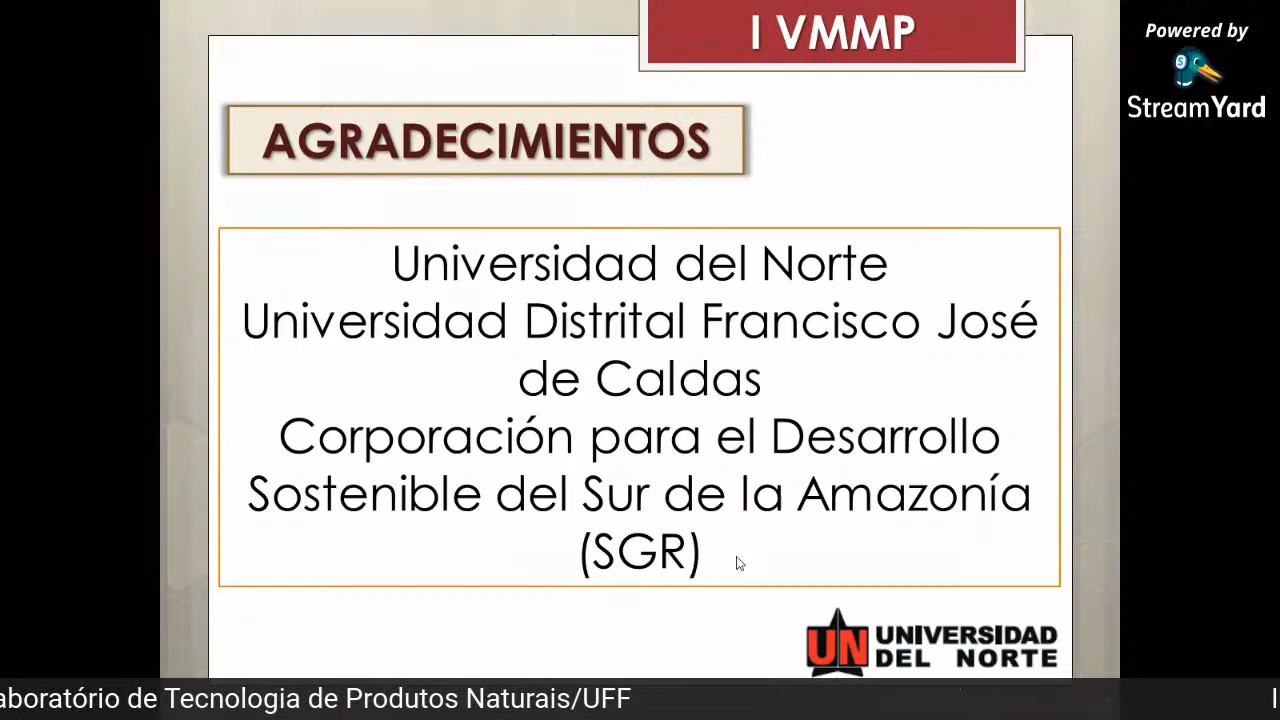 I VMMP
Powered by
StreamYard
AGRADECIMIENTOS
Universidad del Norte
Universidad Distrital Francisco José
de Caldas
Corporación para el Desarrollo
Sostenible del Sur de la Amazonía
(SGR)
UN UNIVERSIDAD
DEL NORTE
de Tecnologia de Produtos Naturais/UFF